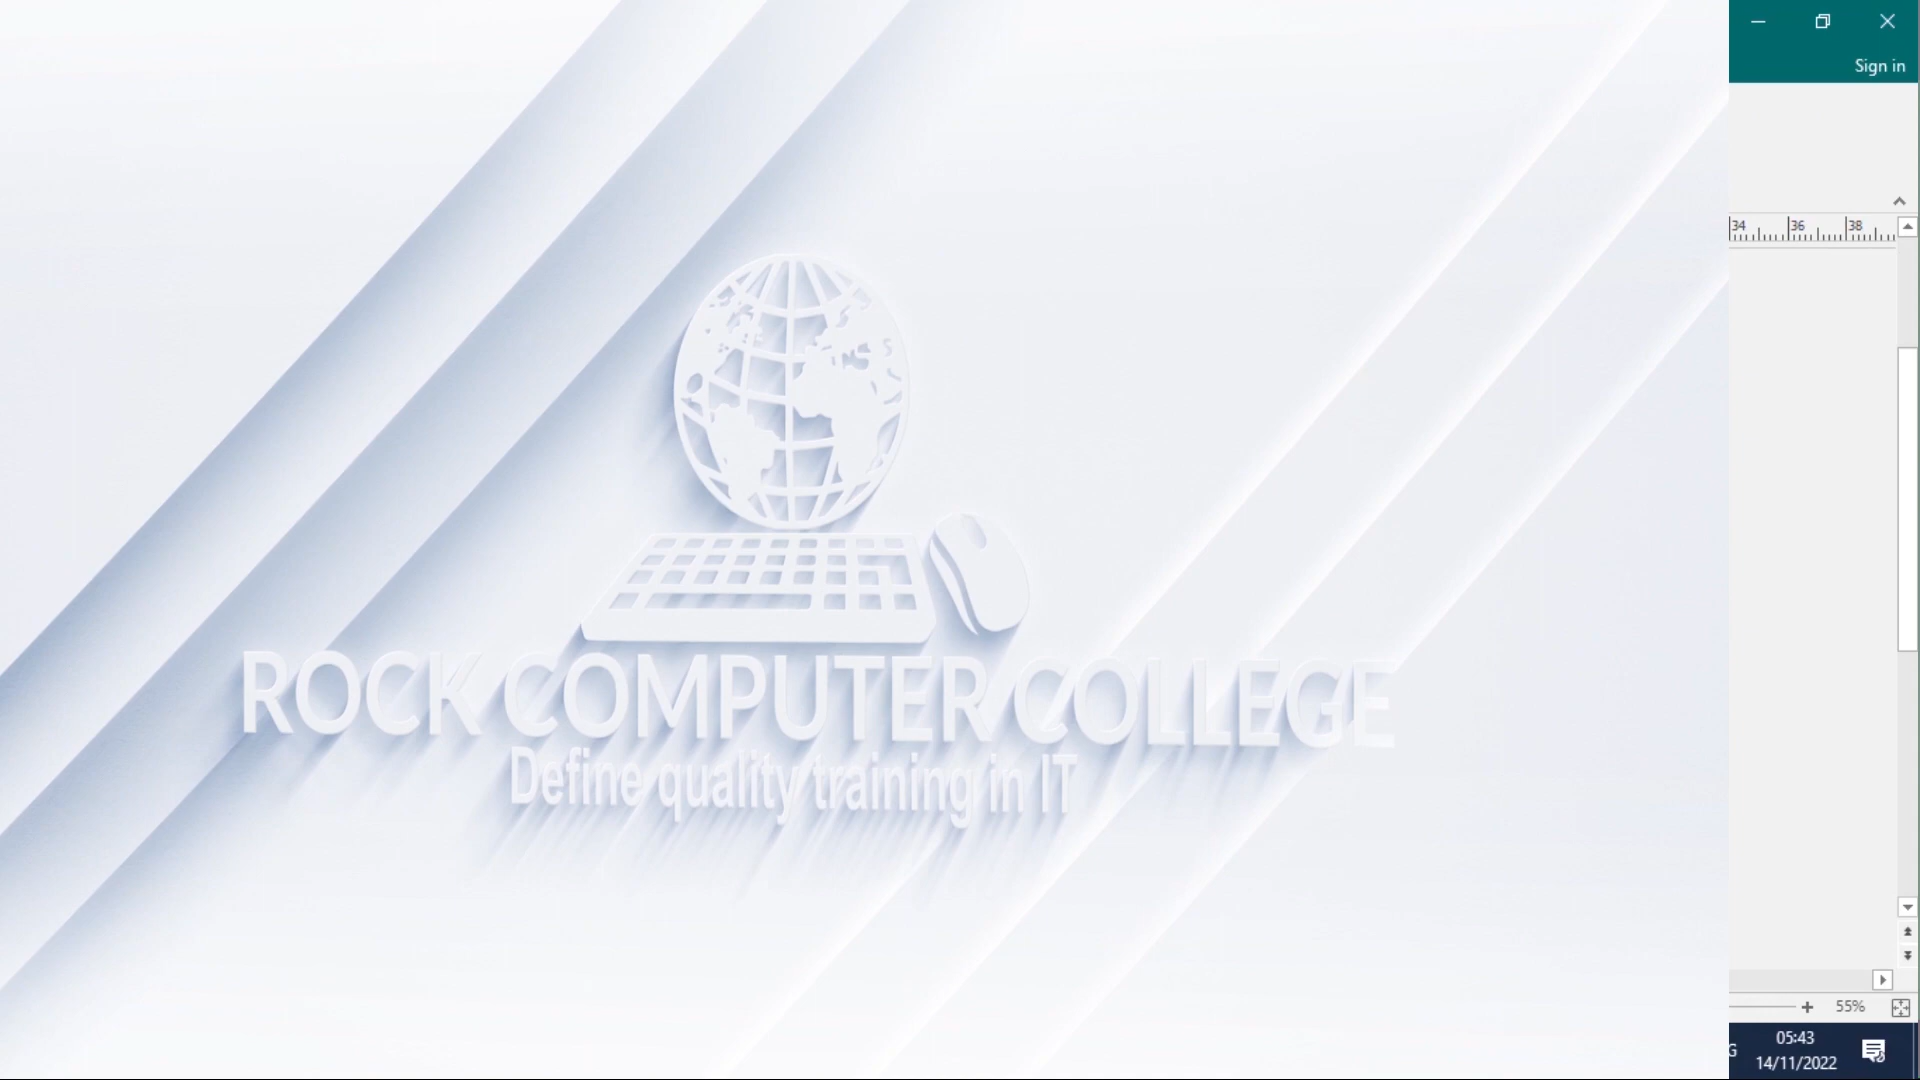 Sign in
34 36 38
ROCK COMPUTER COLLEGE
Define quality training in IT
55%
G 05:43
14/11/2022